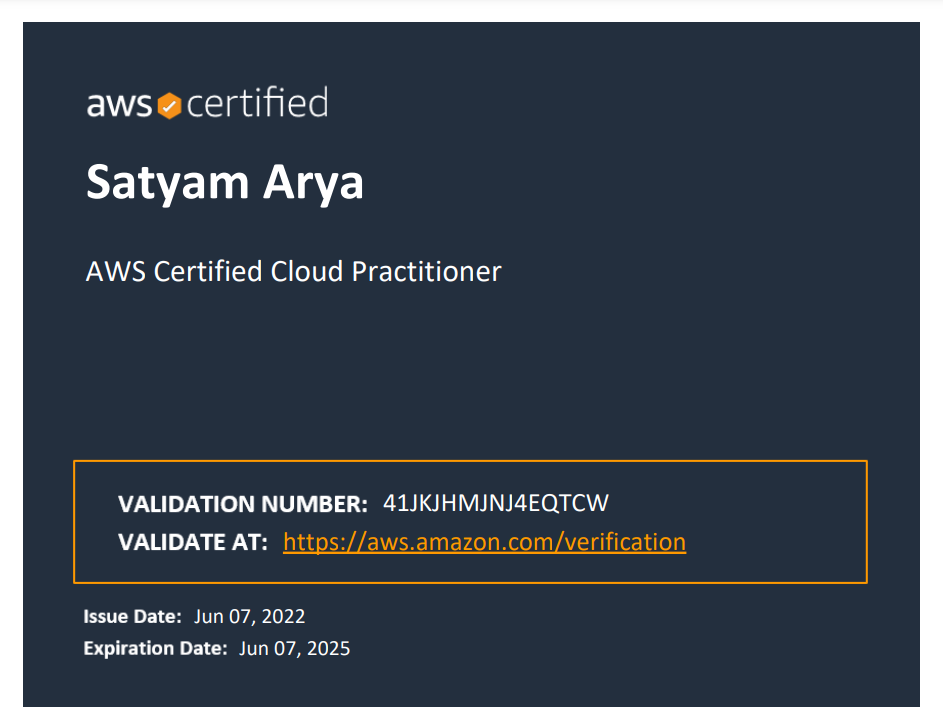 aws certified
Satyam Arya
AWS Certified Cloud Practitioner
VALIDATION NUMBER: 41JKJHMJNJ4EQTCW
VALIDATE AT: https://aws.amazon.com/verification
Issue Date: Jun 07, 2022
Expiration Date: Jun 07, 2025